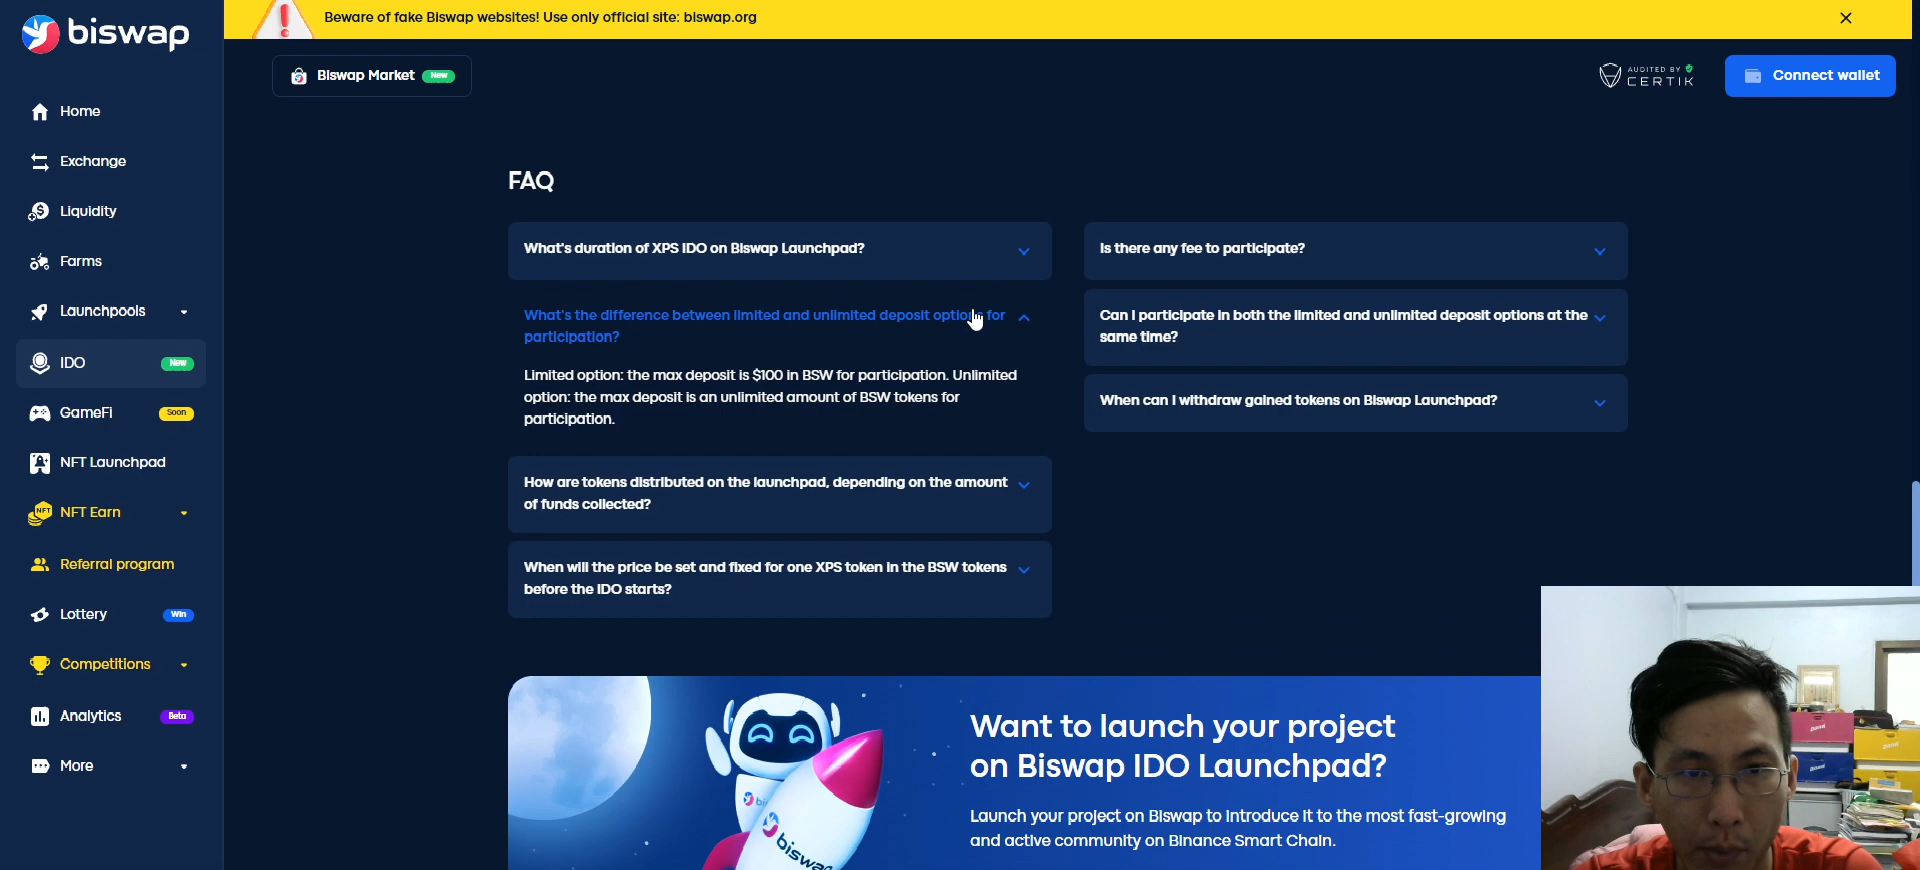 biswap
Beware of fake Biswap websites! Use only official site: biswap.org
Biswap Market New
AUDITED BY
CERTIK
Connect wallet
Home
Exchange
Liquidity
Farms
Launchpools
IDO New
GameFi Soon
NFT Launchpad
NFT
NFT Earn
Referral program
Lottery Win
Competitions
Analytics Beta
More
FAQ
What's duration of XPS IDO on Biswap Launchpad?
What's the difference between limited and unlimited deposit options for
participation?
Limited option: the max deposit is $100 in BSW for participation. Unlimited
option: the max deposit is an unlimited amount of BSW tokens for
participation.
How are tokens distributed on the launchpad, depending on the amount
of funds collected?
When will the price be set and fixed for one XPS token in the BSW tokens
before the IDO starts?
Is there any fee to participate?
Can I participate in both the limited and unlimited deposit options at the
same time?
When can I withdraw gained tokens on Biswap Launchpad?
Want to launch your project
on Biswap IDO Launchpad?
Launch your project on Biswap to introduce it to the most fast-growing
and active community on Binance Smart Chain.
biswap